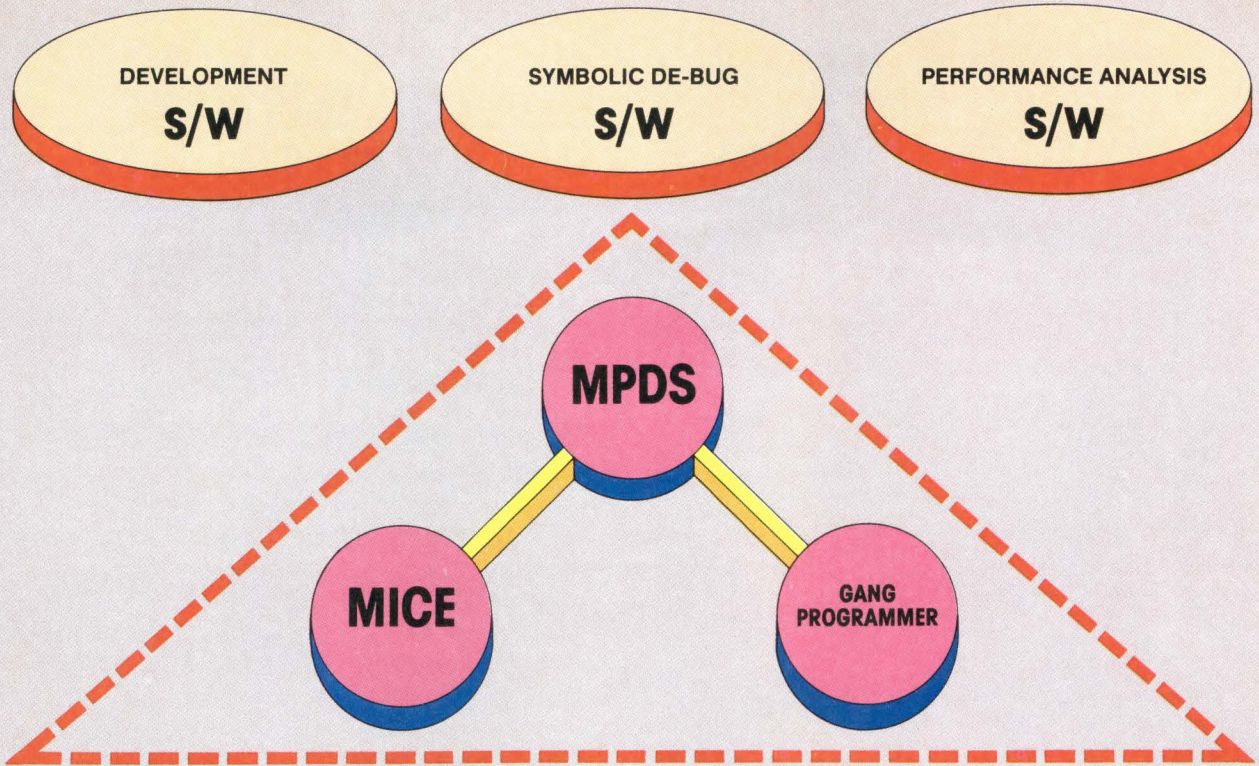 DEVELOPMENT
S/W
SYMBOLIC DE-BUG
S/W
PERFORMANCE ANALYSIS
S/W
MPDS
MICE
GANG
PROGRAMMER